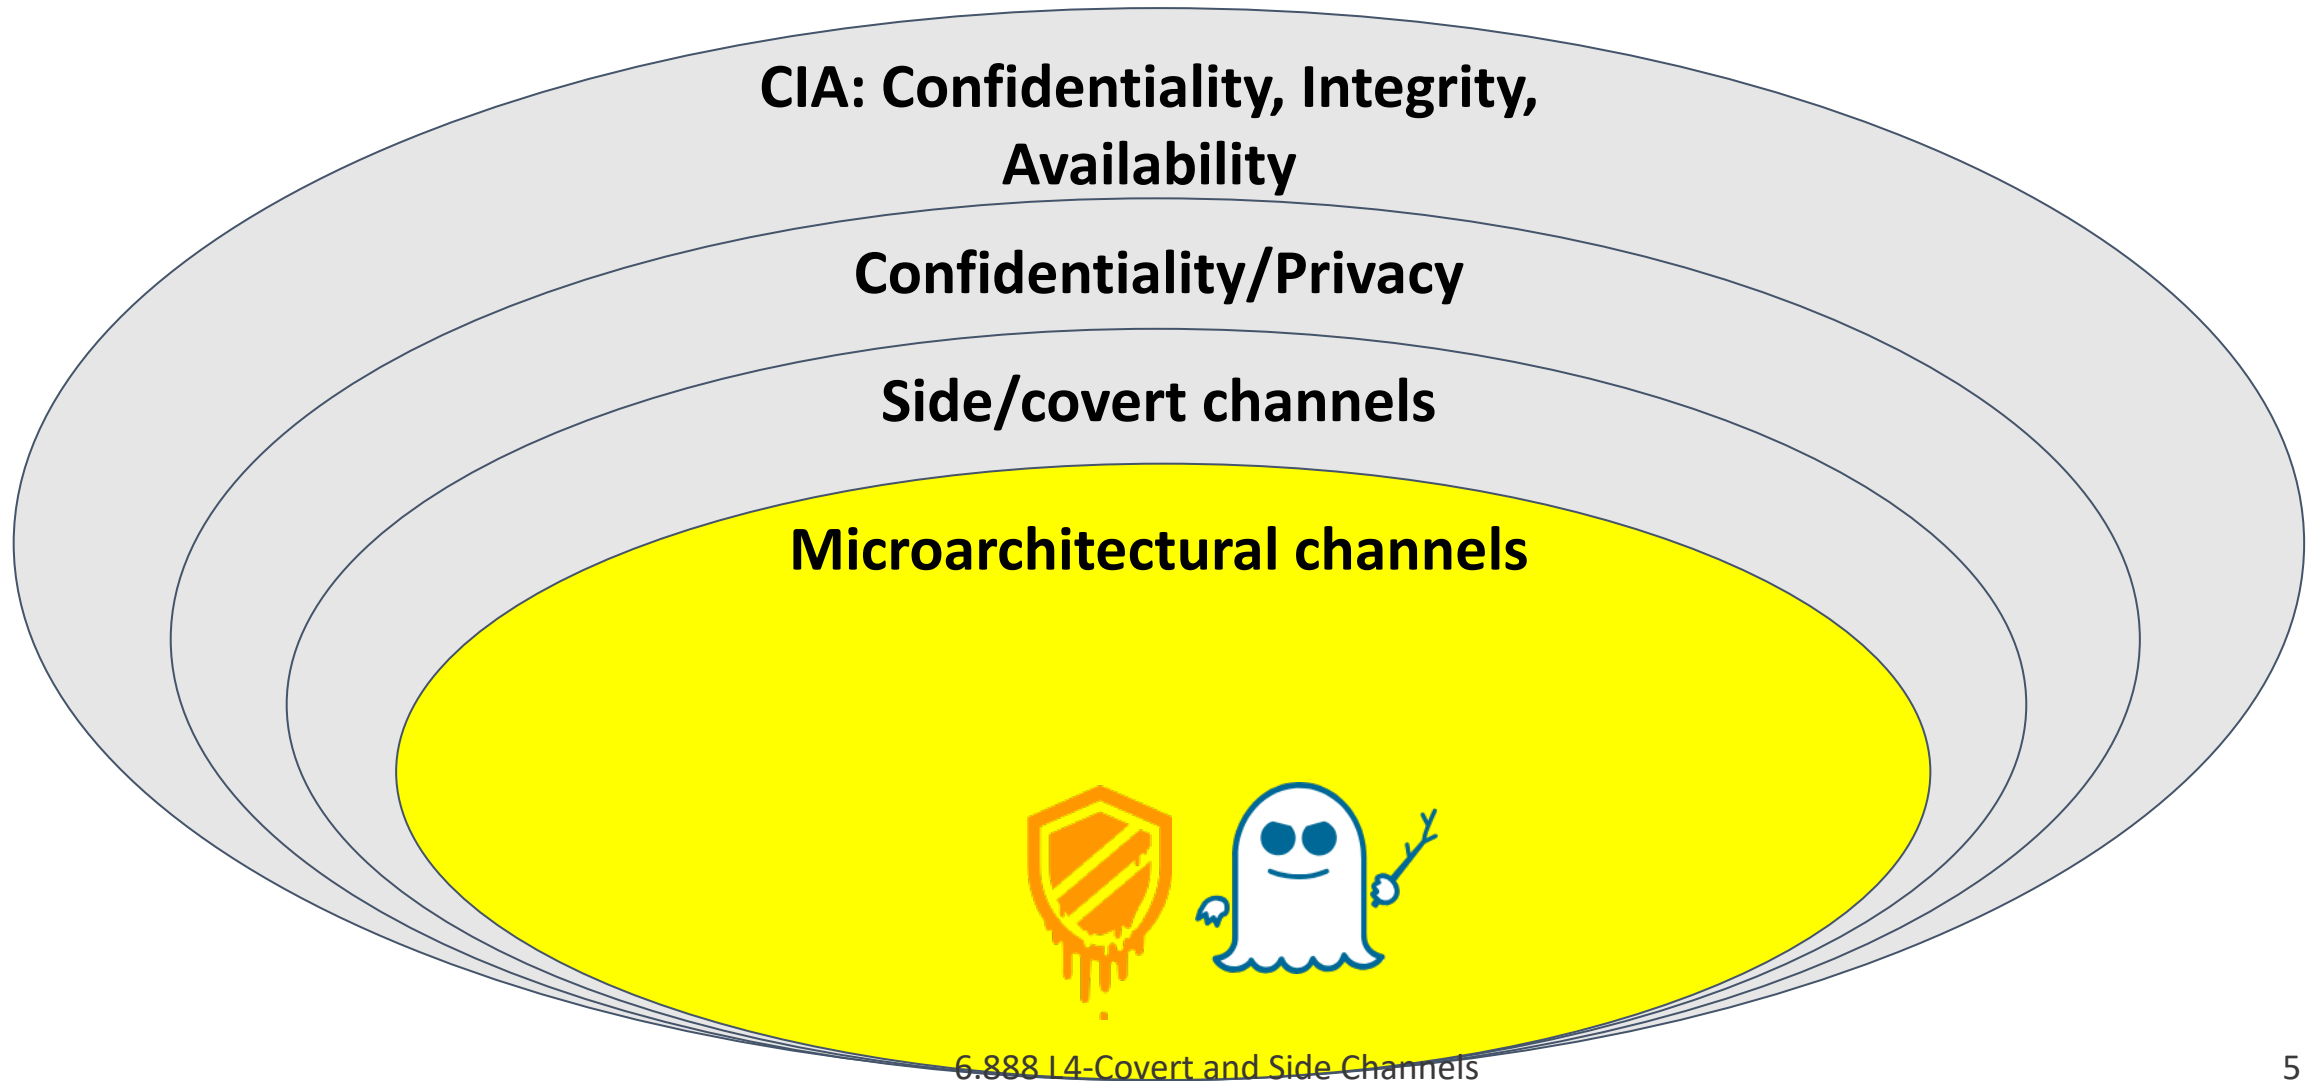 CIA: Confidentiality, Integrity,
Availability
Confidentiality/Privacy
Side/covert channels
Microarchitectural channels
6.888 L4-Covert and Side Channels
5